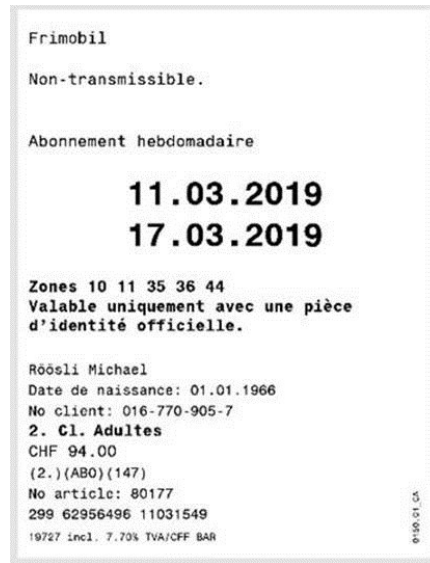 Frimobil
Non-transmissible.
Abonnement hebdomadaire
11.03.2019
17.03.2019
Zones 10 11 35 36 44
Valable uniquement avec une pièce
d'identité officielle.
Röösli Michael
Date de naissance: 01.01.1966
No client: 016-770-905-7
2. Cl. Adultes
CHF 94.00
(2.)(ABO)(147)
No article: 80177
299 62956496 11031549
19727 incl. 7.70% TVA/CFF BAR
0150.01_CA